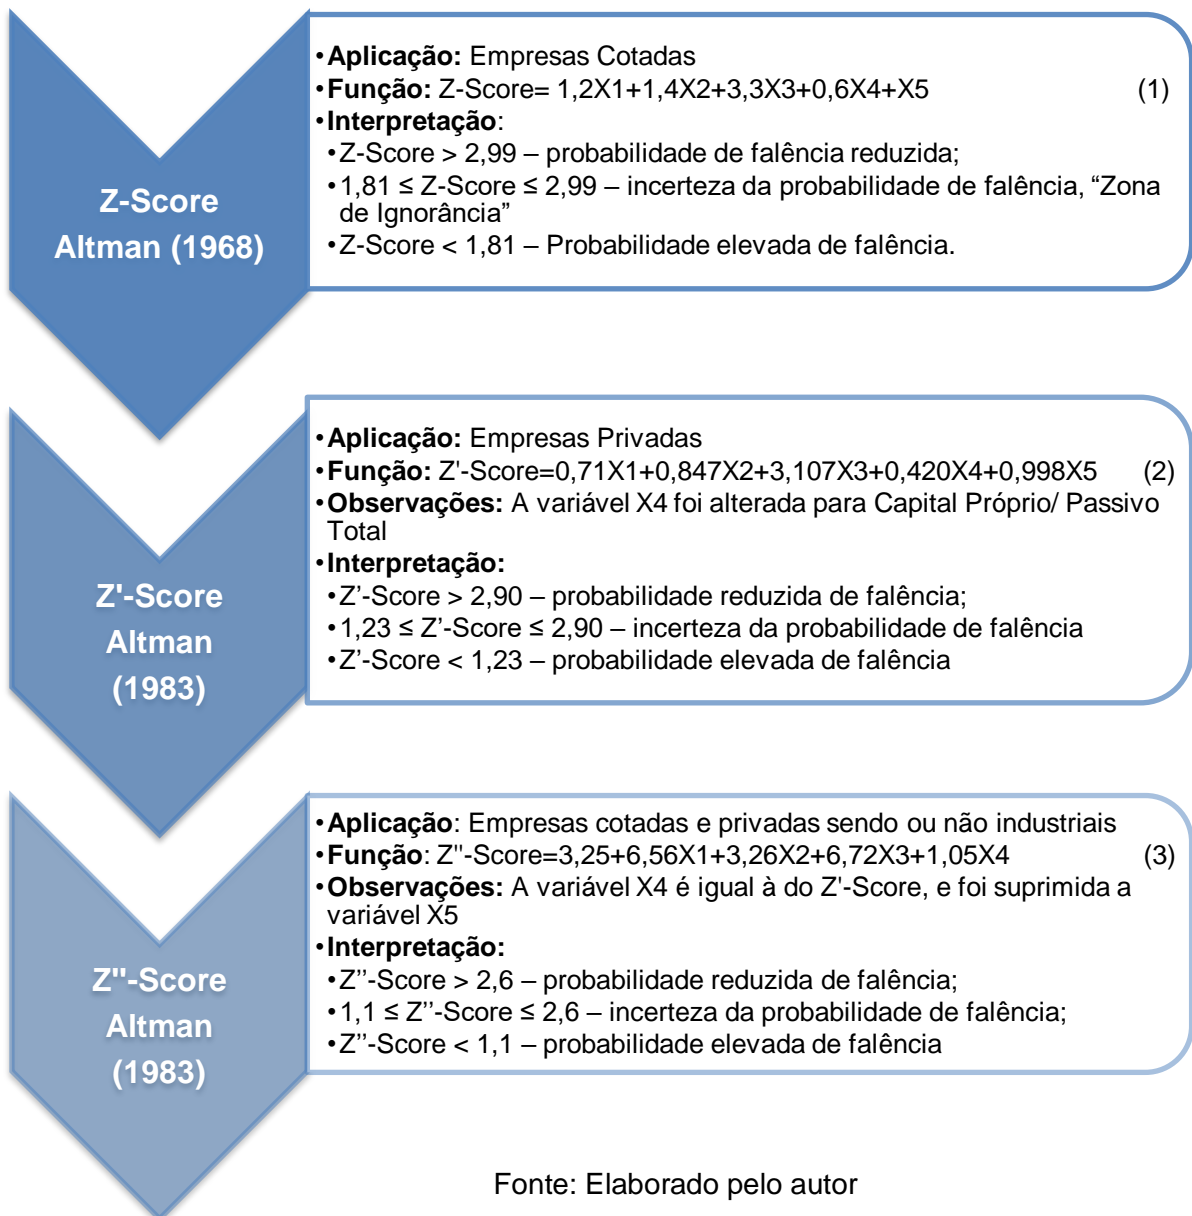 Z-Score
Altman (1968)
•Aplicação: Empresas Cotadas
•Função: Z-Score= 1,2X1+1,4X2+3,3X3+0,6X4+X5 (1)
•Interpretação:
•Z-Score > 2,99 – probabilidade de falência reduzida;
•1,81 ≤ Z-Score ≤ 2,99 – incerteza da probabilidade de falência, “Zona
de Ignorância”
•Z-Score < 1,81 – Probabilidade elevada de falência.
Z'-Score
Altman
(1983)
•Aplicação: Empresas Privadas
•Função: Z'-Score=0,71X1+0,847X2+3,107X3+0,420X4+0,998X5 (2)
•Observações: A variável X4 foi alterada para Capital Próprio/ Passivo
Total
•Interpretação:
•Z’-Score > 2,90 – probabilidade reduzida de falência;
•1,23 ≤ Z’-Score ≤ 2,90 – incerteza da probabilidade de falência
•Z’-Score < 1,23 – probabilidade elevada de falência
Z''-Score
Altman
(1983)
•Aplicação: Empresas cotadas e privadas sendo ou não industriais
•Função: Z''-Score=3,25+6,56X1+3,26X2+6,72X3+1,05X4 (3)
•Observações: A variável X4 é igual à do Z'-Score, e foi suprimida a
variável X5
•Interpretação:
•Z’’-Score > 2,6 – probabilidade reduzida de falência;
•1,1 ≤ Z’’-Score ≤ 2,6 – incerteza da probabilidade de falência;
•Z’’-Score < 1,1 – probabilidade elevada de falência
Fonte: Elaborado pelo autor